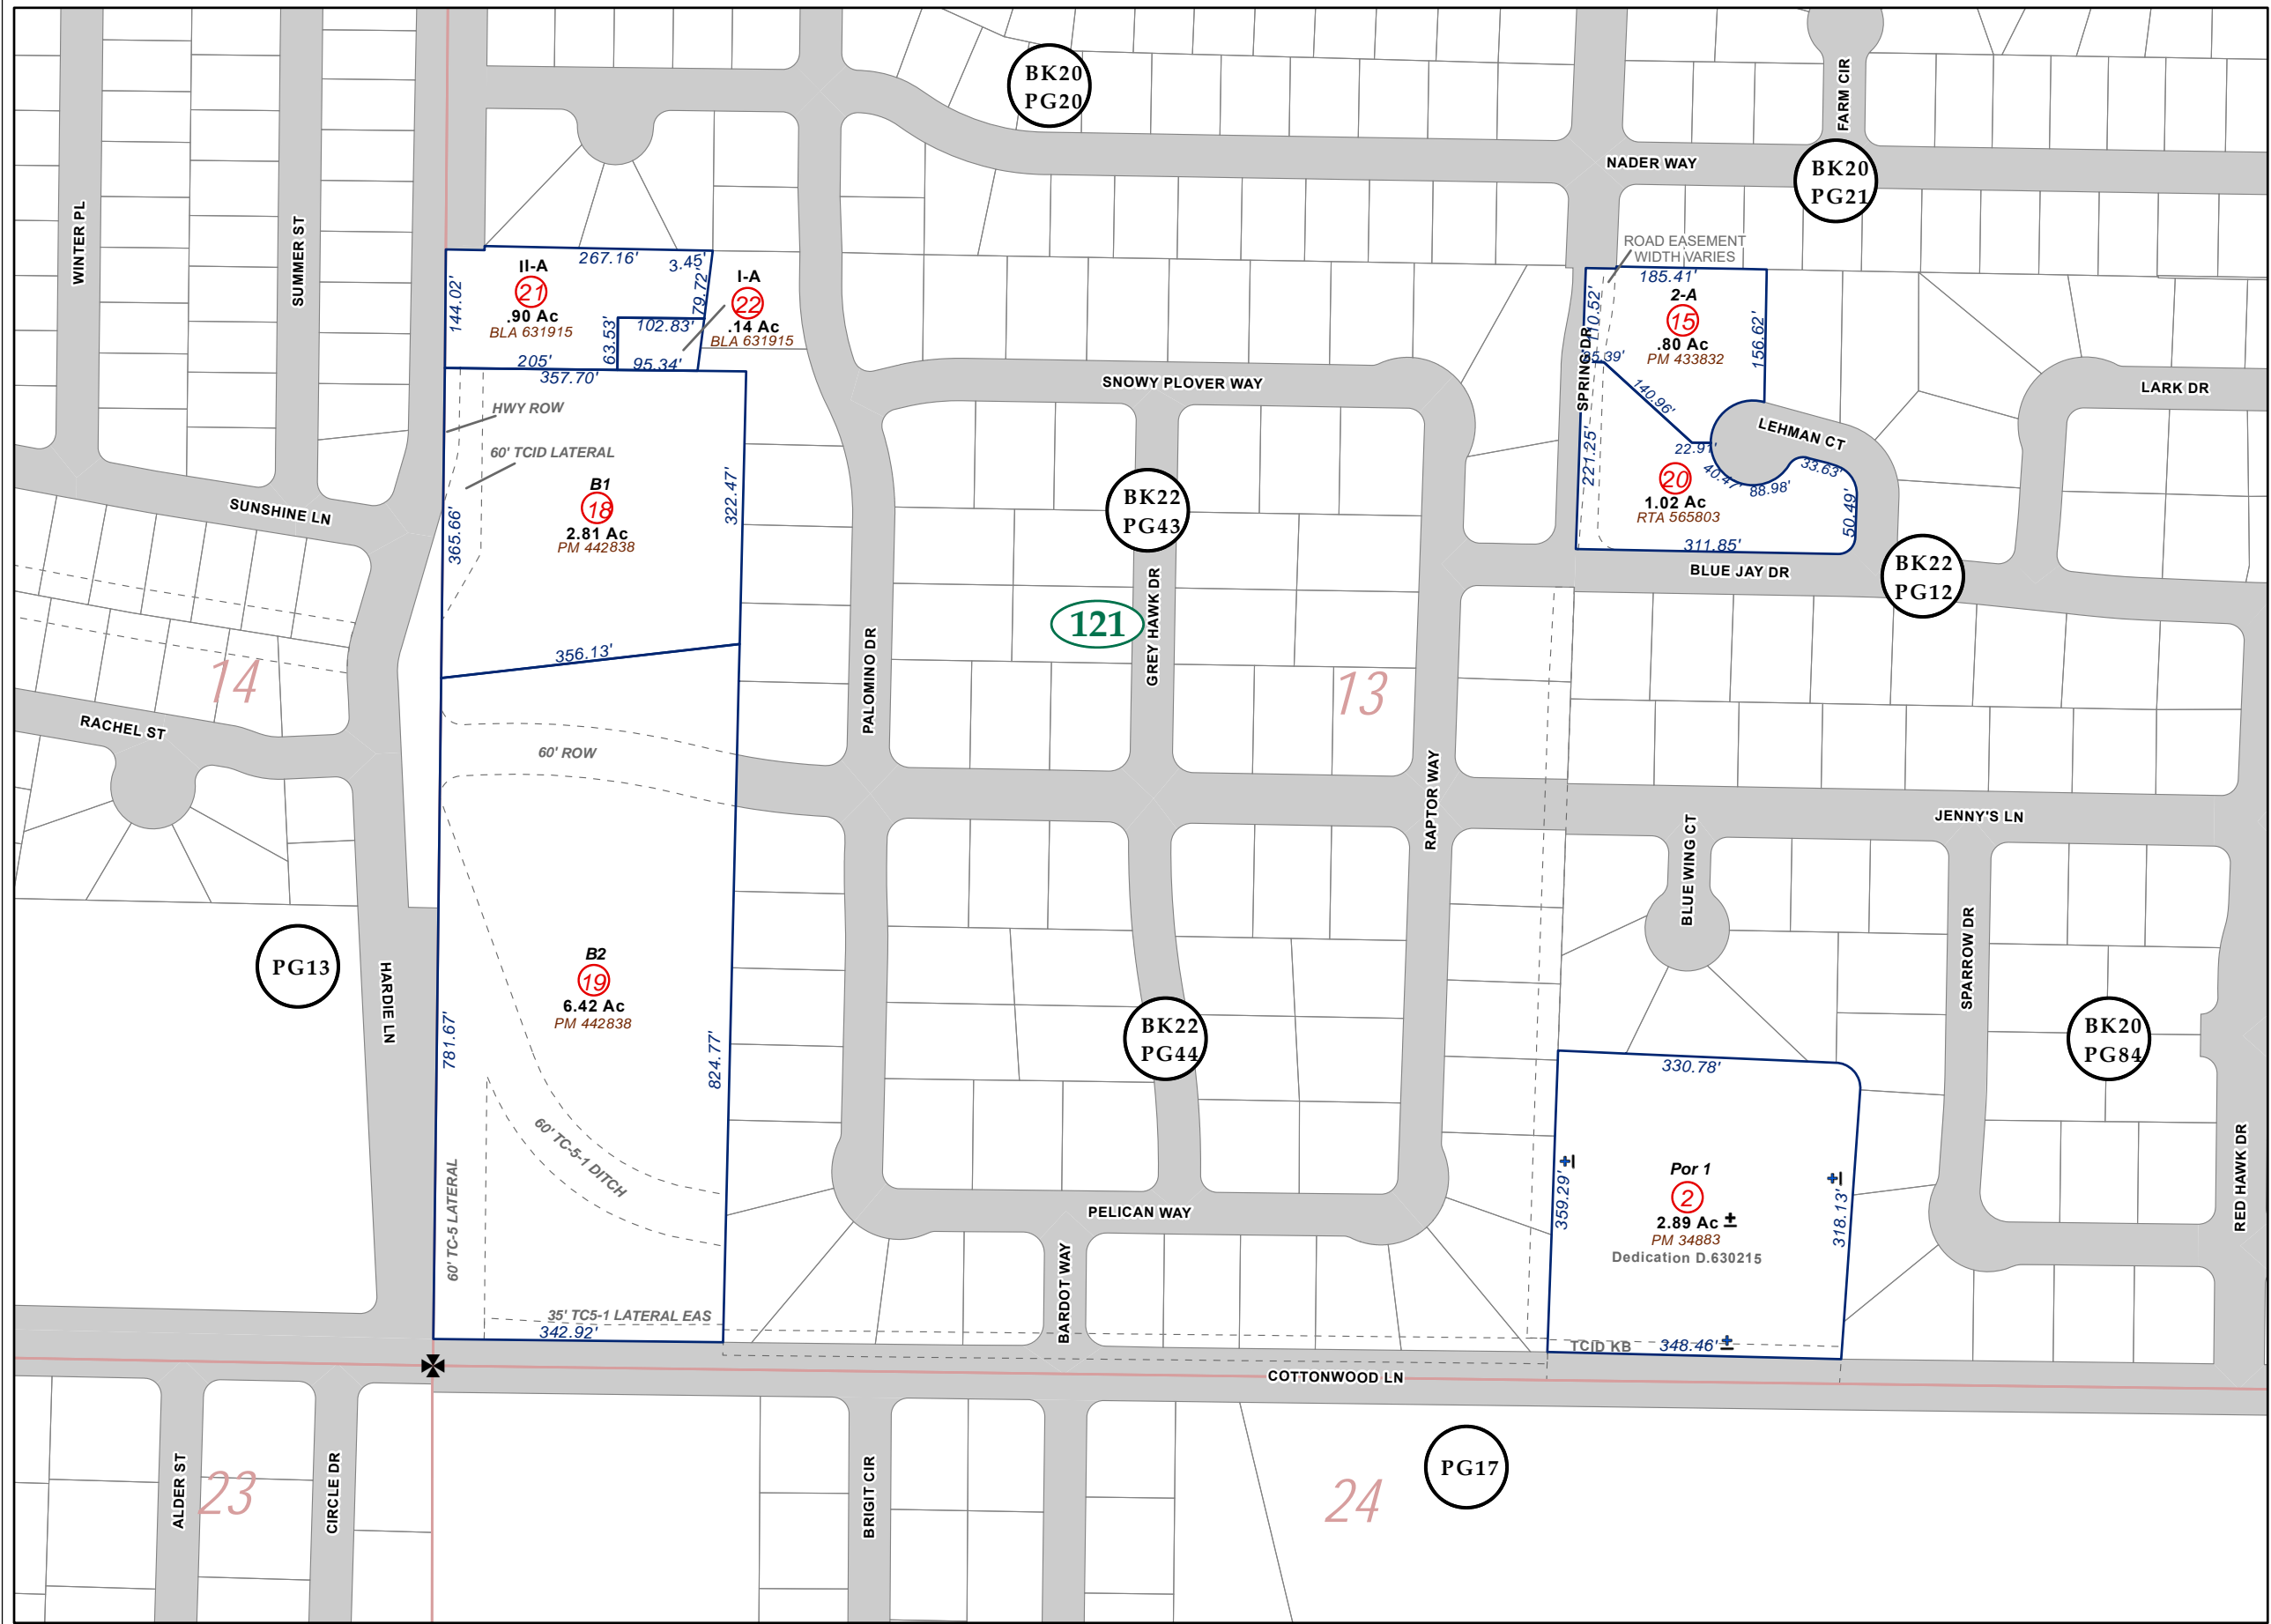 BK20
PG20
FARM CIR
NADER WAY
BK20
PG21
WINTER PL
SUMMER ST
ROAD EASEMENT
WIDTH VARIES
267.16'
3.45'
II-A
21
.90 Ac
BLA 631915
144.02'
79.72'
I-A
22
.14 Ac
BLA 631915
102.83'
63.53'
95.34'
205'
357.70'
185.41'
2-A
15
.80 Ac
PM 433832
110.52'
156.62'
SPRING DR
35.39'
140.96'
SNOWY PLOVER WAY
LARK DR
HWY ROW
60' TCID LATERAL
LEHMAN CT
22.91'
40.47'
88.98'
33.63'
50.49'
221.25'
20
1.02 Ac
RTA 565803
311.85'
BLUE JAY DR
B1
18
2.81 Ac
PM 442838
322.47'
365.66'
356.13'
SUNSHINE LN
BK22
PG43
BK22
PG12
121
GREY HAWK DR
PALOMINO DR
14
13
RACHEL ST
60' ROW
RAPTOR WAY
JENNY'S LN
BLUE WING CT
SPARROW DR
PG13
HARDIE LN
B2
19
6.42 Ac
PM 442838
781.67'
824.77'
BK22
PG44
BK20
PG84
330.78'
60' TC-5-1 DITCH
60' TC-5 LATERAL
359.29' ±
Por 1
2
2.89 Ac ±
PM 34883
Dedication D.630215
318.13' ±
RED HAWK DR
PELICAN WAY
BARDOT WAY
35' TC5-1 LATERAL EAS
342.92'
TCID KB
348.46' ±
COTTONWOOD LN
PG17
ALDER ST
23
CIRCLE DR
BRIGIT CIR
24